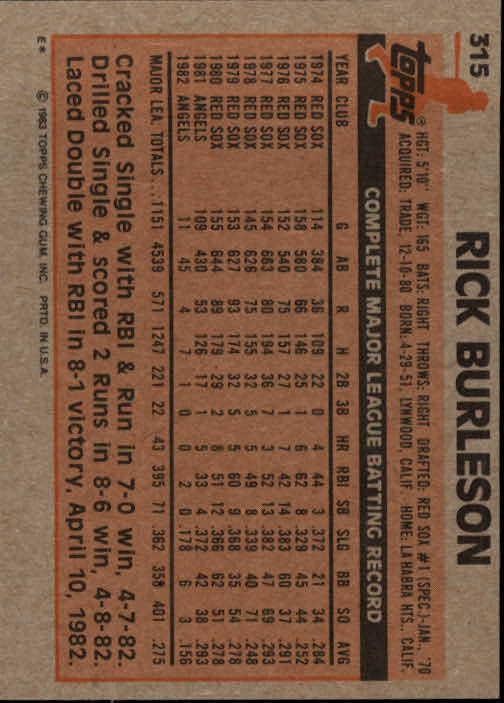 315
RICK BURLESON
topps®
HGT: 5'10" WGT: 165 BATS: RIGHT THROWS: RIGHT DRAFTED: RED SOX #1 (SPEC.)-JAN., '70
ACQUIRED: TRADE, 12-10-80 BORN: 4-29-51, LYNWOOD, CALIF. HOME: LA HABRA HTS., CALIF.
COMPLETE MAJOR LEAGUE BATTING RECORD
YEAR CLUB G AB R H 2B 3B HR RBI SB SLG BB SO AVG
1974 RED SOX 114 384 36 109 22 0 4 44 3 .372 21 34 .284
1975 RED SOX 158 580 66 146 25 1 6 62 8 .329 45 44 .252
1976 RED SOX 152 540 75 157 27 1 7 42 14 .383 60 37 .291
1977 RED SOX 154 663 80 194 36 7 3 52 13 .382 47 69 .293
1978 RED SOX 145 626 75 155 32 5 5 49 8 .339 40 71 .248
1979 RED SOX 153 627 93 174 32 5 5 60 9 .368 35 54 .278
1980 RED SOX 155 644 89 179 29 2 8 51 12 .366 62 51 .278
1981 ANGELS 109 430 53 126 17 1 5 33 4 .372 42 38 .293
1982 ANGELS 11 45 4 7 1 0 0 2 0 .178 6 3 .156
MAJOR LEA. TOTALS... 1151 4539 571 1247 221 22 43 395 71 .362 358 401 .275
Cracked Single with RBI & Run in 7-0 win, 4-7-82.
Drilled Single & scored 2 Runs in 8-6 win, 4-8-82.
Laced Double with RBI in 8-1 victory, April 10, 1982.
E* © 1983 TOPPS CHEWING GUM, INC. PRTD. IN U.S.A.